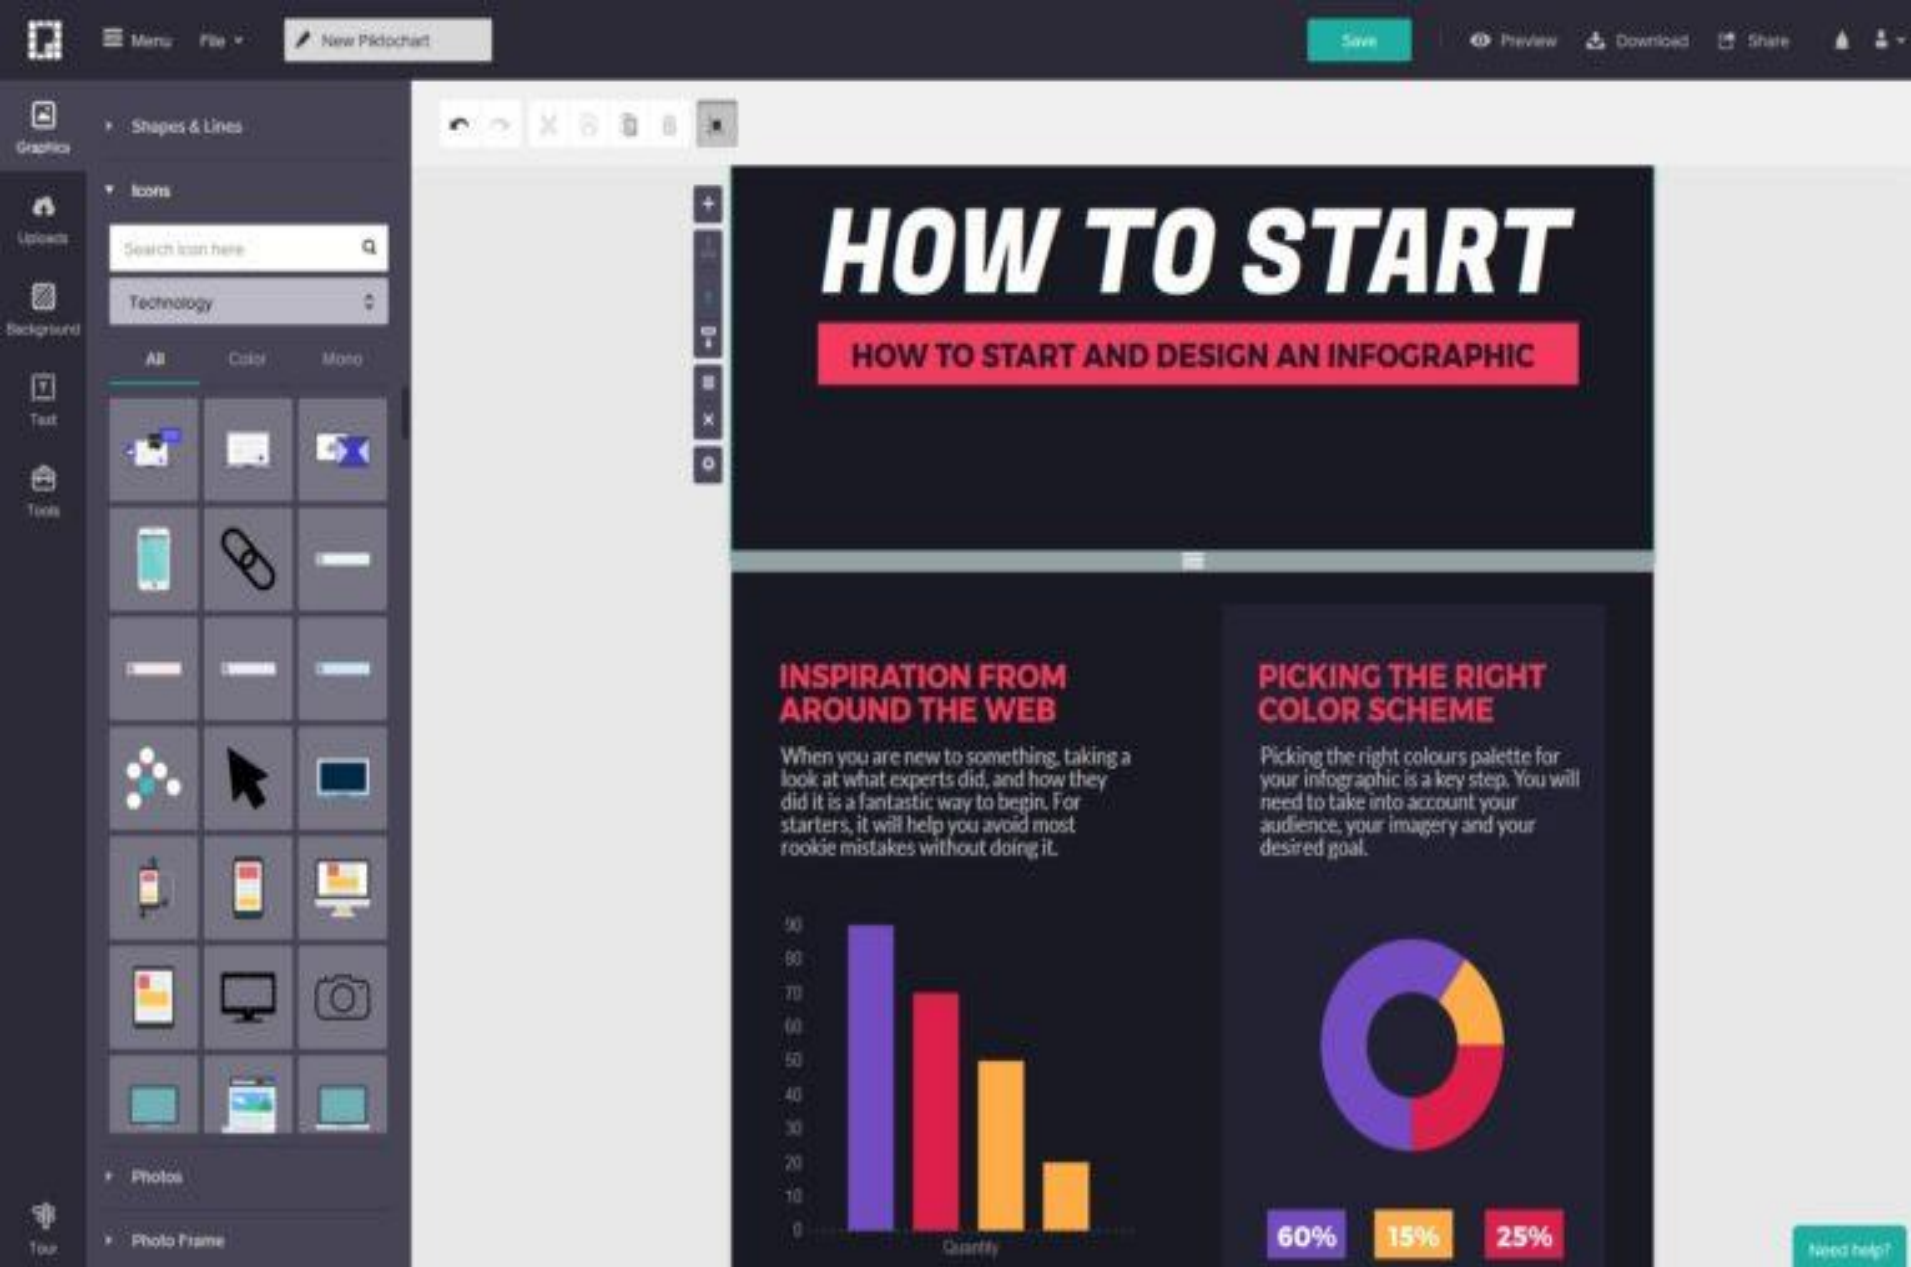 Menu
File
New Piktochart
Save
Preview
Download
Share
Graphics
Uploads
Background
Text
Tools
Tour
Shapes & Lines
Icons
Search icon here
Technology
All
Color
Mono
Photos
Photo Frame
HOW TO START
HOW TO START AND DESIGN AN INFOGRAPHIC
INSPIRATION FROM
AROUND THE WEB
When you are new to something, taking a
look at what experts did, and how they
did it is a fantastic way to begin. For
starters, it will help you avoid most
rookie mistakes without doing it.
90
80
70
60
50
40
30
20
10
0
Quantity
PICKING THE RIGHT
COLOR SCHEME
Picking the right colours palette for
your infographic is a key step. You will
need to take into account your
audience, your imagery and your
desired goal.
60%
15%
25%
Need help?